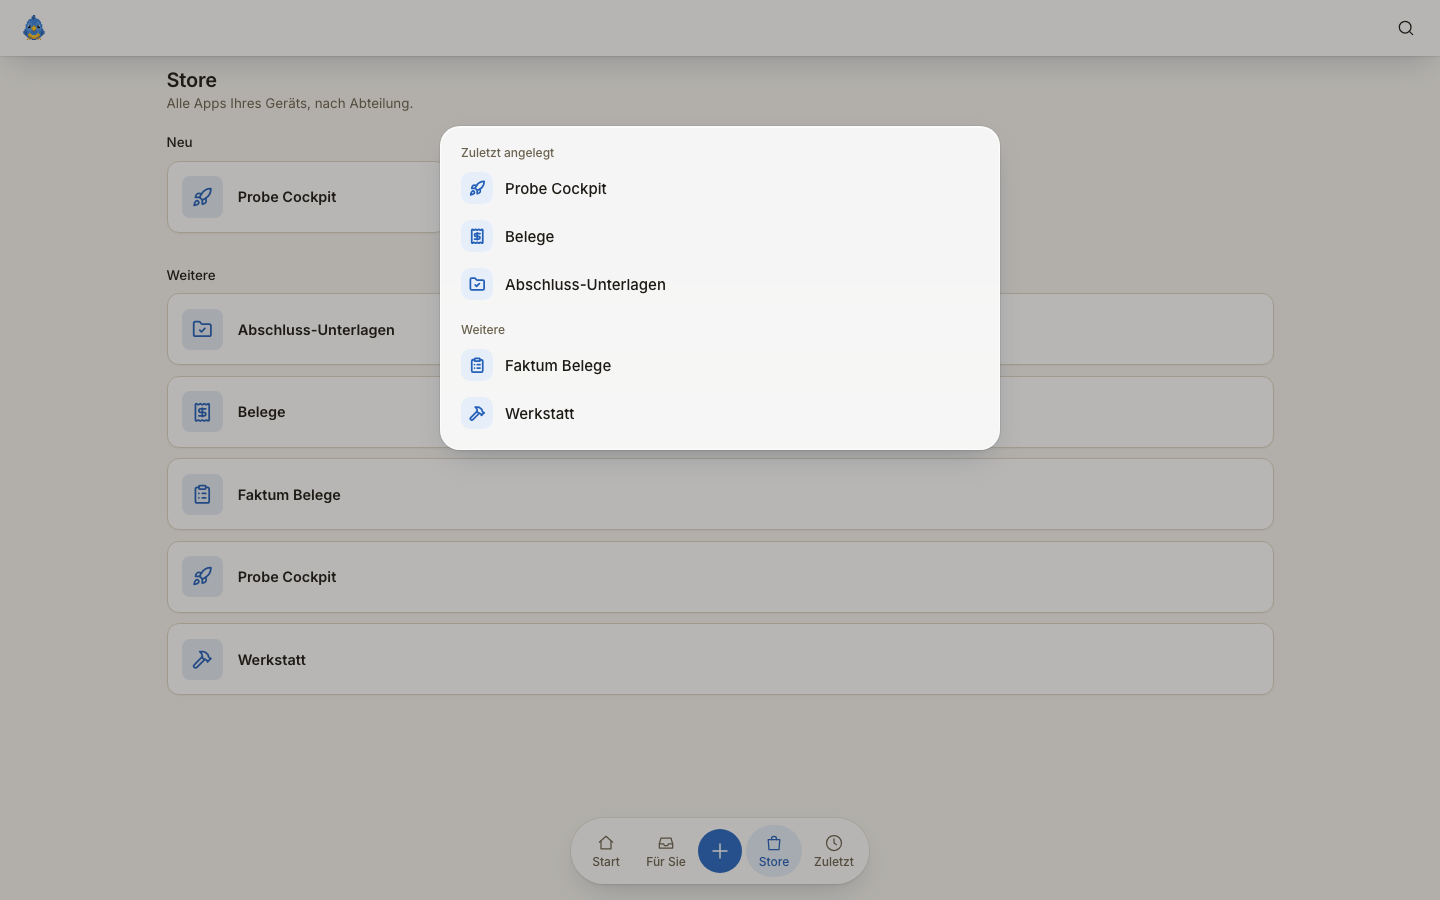 Store
Alle Apps Ihres Geräts, nach Abteilung.
Neu
Probe Cockpit
Weitere
Abschluss-Unterlagen
Belege
Faktum Belege
Probe Cockpit
Werkstatt
Zuletzt angelegt
Probe Cockpit
Belege
Abschluss-Unterlagen
Weitere
Faktum Belege
Werkstatt
Start
Für Sie
Store
Zuletzt